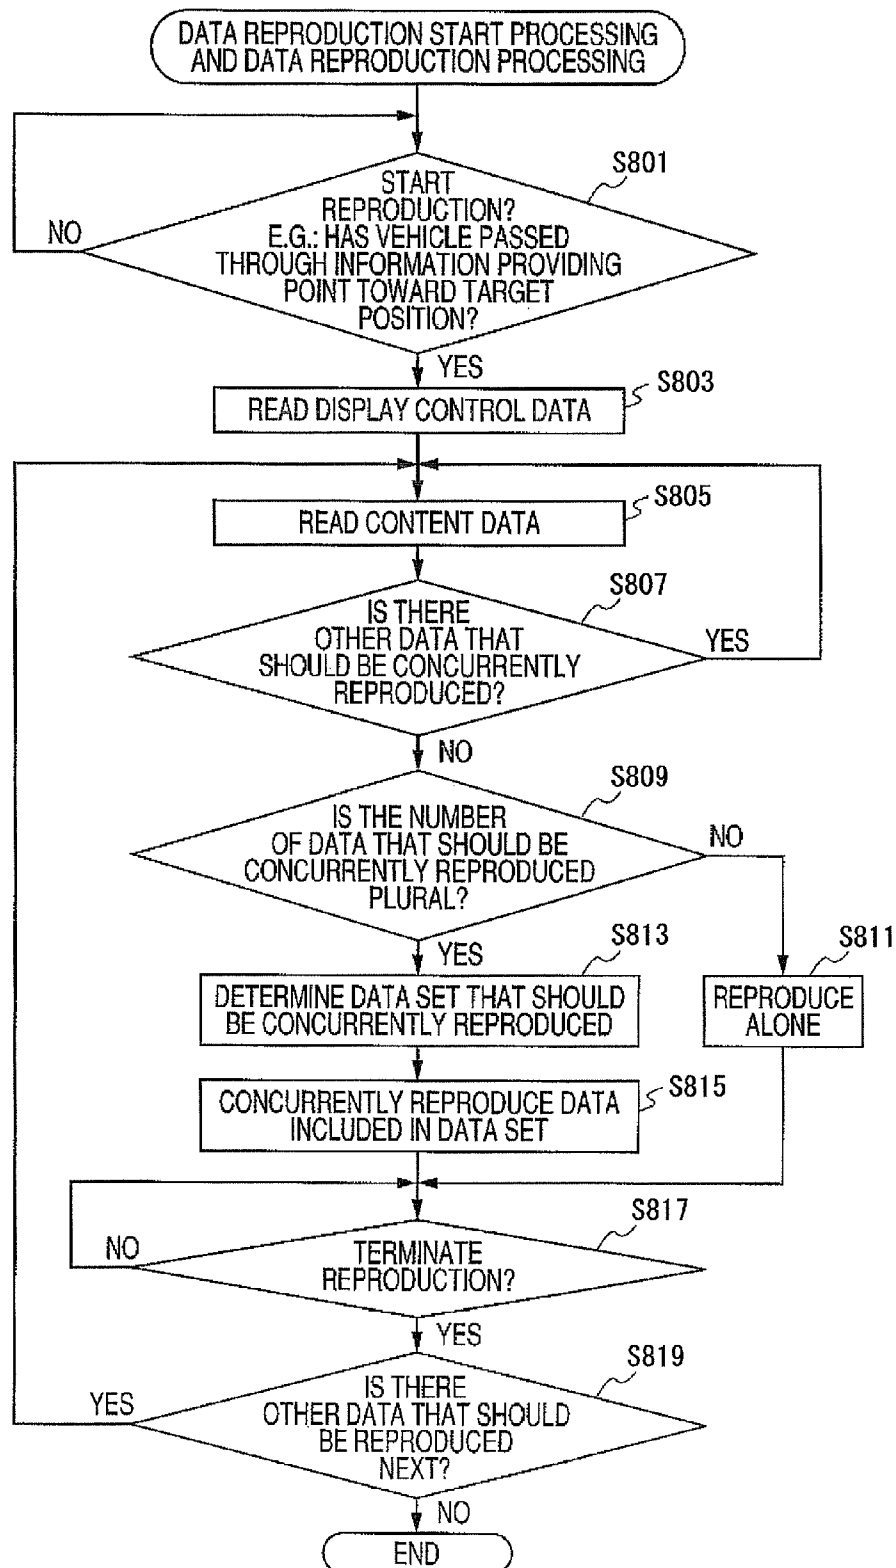 DATA REPRODUCTION START PROCESSING
AND DATA REPRODUCTION PROCESSING
S801
START
REPRODUCTION?
E.G.: HAS VEHICLE PASSED
THROUGH INFORMATION PROVIDING
POINT TOWARD TARGET
POSITION?
NO
YES
S803
READ DISPLAY CONTROL DATA
S805
READ CONTENT DATA
S807
IS THERE
OTHER DATA THAT
SHOULD BE CONCURRENTLY
REPRODUCED?
YES
NO
S809
IS THE NUMBER
OF DATA THAT SHOULD BE
CONCURRENTLY REPRODUCED
PLURAL?
NO
YES
S813
DETERMINE DATA SET THAT SHOULD
BE CONCURRENTLY REPRODUCED
S811
REPRODUCE
ALONE
S815
CONCURRENTLY REPRODUCE DATA
INCLUDED IN DATA SET
S817
TERMINATE
REPRODUCTION?
NO
YES
S819
IS THERE
OTHER DATA THAT SHOULD
BE REPRODUCED
NEXT?
YES
NO
END